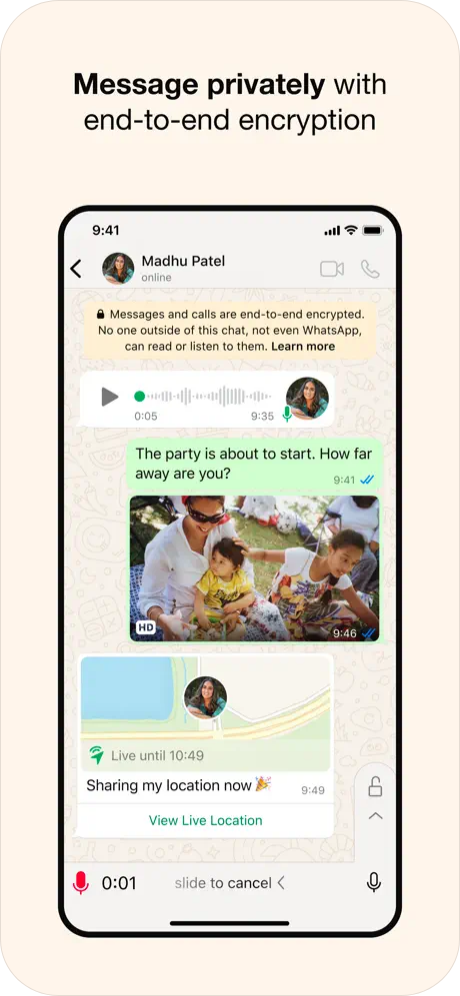 Message privately with
end-to-end encryption
9:41
Madhu Patel
online
Messages and calls are end-to-end encrypted.
No one outside of this chat, not even WhatsApp,
can read or listen to them. Learn more
0:05 9:35
The party is about to start. How far
away are you?
9:41
HD
9:46
Live until 10:49
Sharing my location now🎉
9:49
View Live Location
0:01 slide to cancel <